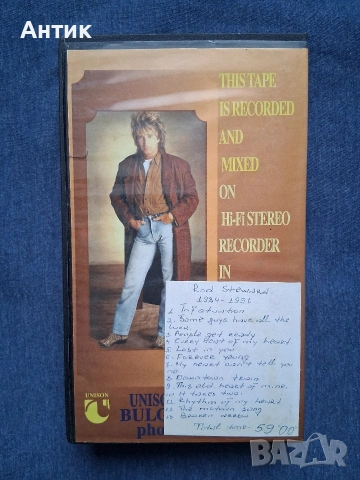 Антик
THIS TAPE
IS RECORDED
AND
MIXED
ON
Hi-Fi STEREO
RECORDER
IN
Rod Steward
1984-1991
1. Infatuation
2. Some guys have all the
luck.
3. People get ready
4. Every beat of my heart
5. Lost in you
6. Forever young
7. My heart won't tell you
no.
8. Downtown train
9. This old heart of mine.
10. It takes two.
11. Rhythm of my heart
12. The motown song
13. Broken arrow
Total time: 59'00
UNISON
UNIS
BULG
pho
BAZAR